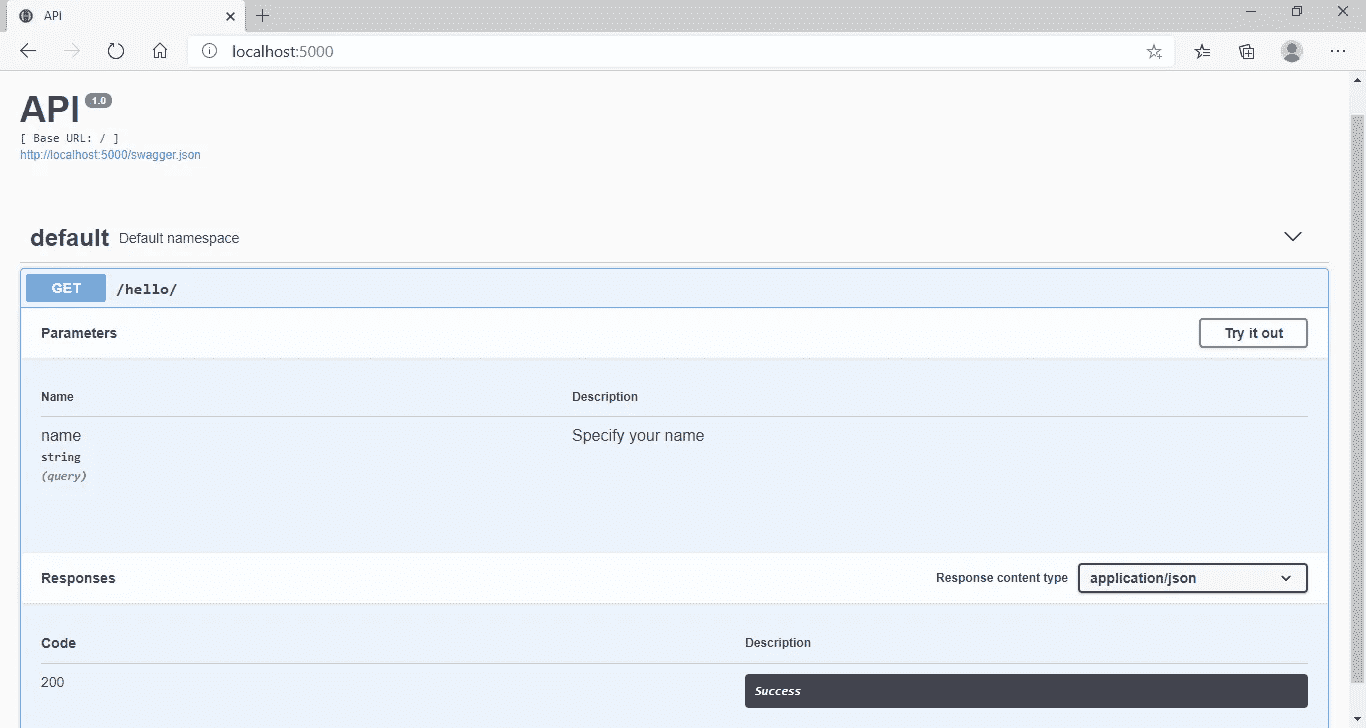 API
localhost:5000
API 1.0
[ Base URL: / ]
http://localhost:5000/swagger.json
default Default namespace
GET /hello/
Parameters Try it out
Name Description
name Specify your name
string
(query)
Responses Response content type application/json
Code Description
200 Success